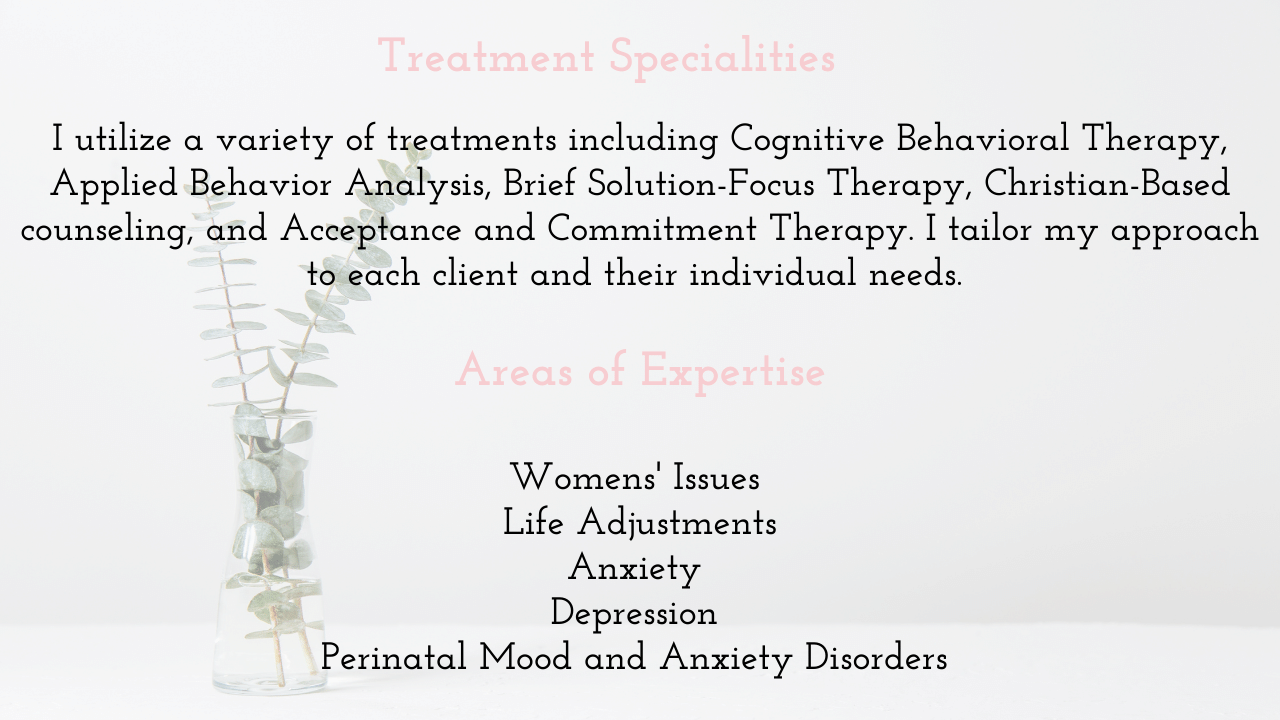 Treatment Specialities
I utilize a variety of treatments including Cognitive Behavioral Therapy,
Applied Behavior Analysis, Brief Solution-Focus Therapy, Christian-Based
counseling, and Acceptance and Commitment Therapy. I tailor my approach
to each client and their individual needs.
Areas of Expertise
Womens' Issues
Life Adjustments
Anxiety
Depression
Perinatal Mood and Anxiety Disorders